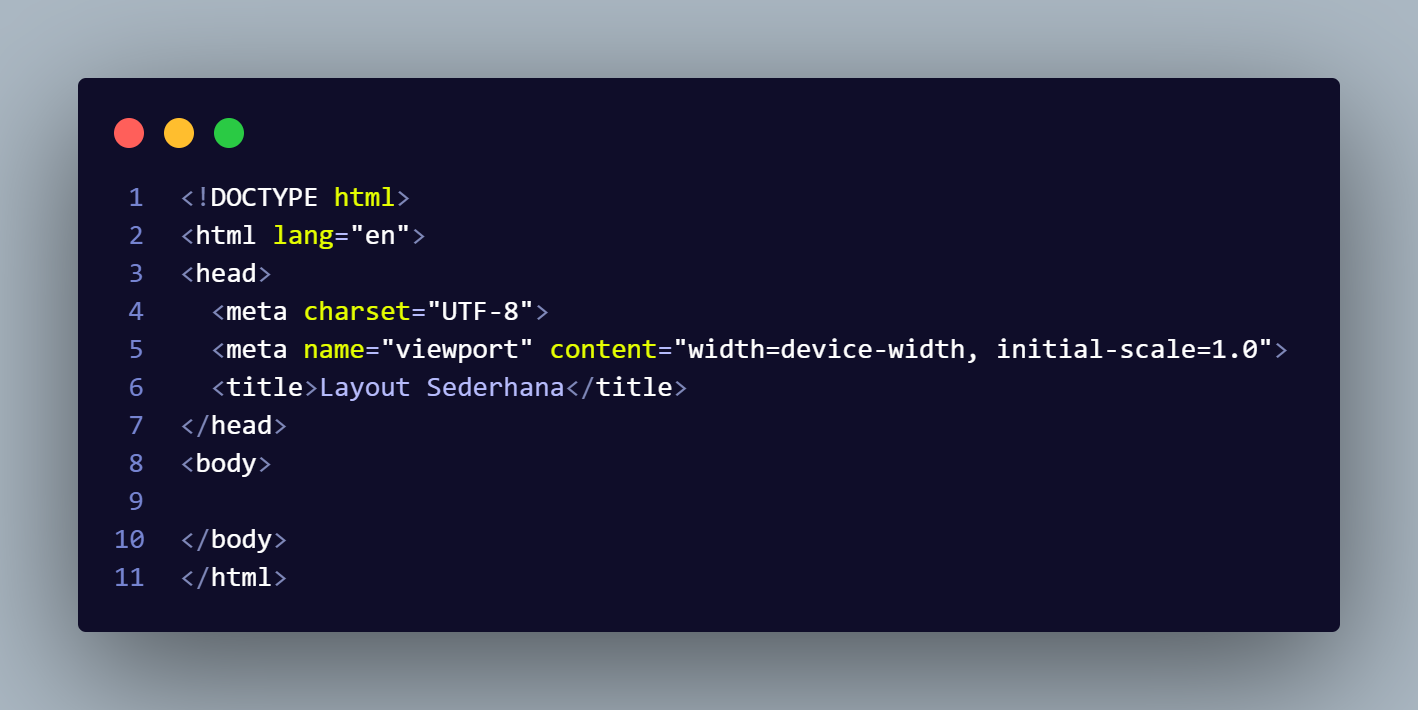 1 <!DOCTYPE html>
2 <html lang="en">
3 <head>
4   <meta charset="UTF-8">
5   <meta name="viewport" content="width=device-width, initial-scale=1.0">
6   <title>Layout Sederhana</title>
7 </head>
8 <body>
9
10 </body>
11 </html>